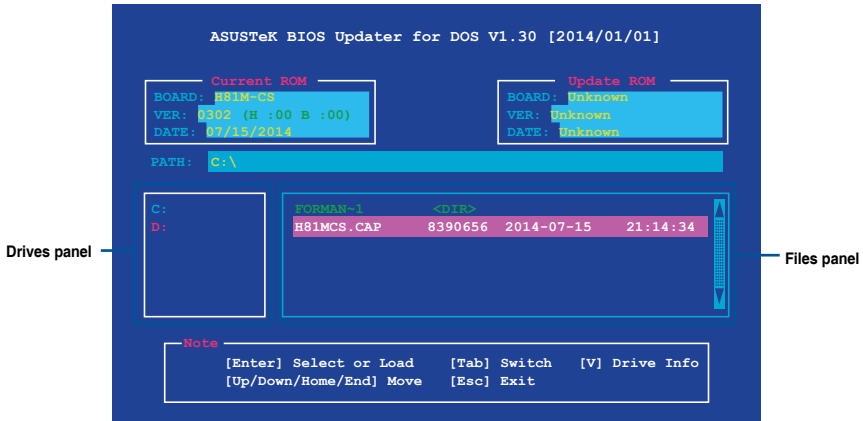 ASUSTeK BIOS Updater for DOS V1.30 [2014/01/01]
Current ROM
BOARD: H81M-CS
VER: 0302 (H :00 B :00)
DATE: 07/15/2014
Update ROM
BOARD: Unknown
VER: Unknown
DATE: Unknown
PATH: C:\
Drives panel
C:
D:
FORMAN~1 <DIR>
H81MCS.CAP 8390656 2014-07-15 21:14:34
Files panel
Note
[Enter] Select or Load [Tab] Switch [V] Drive Info
[Up/Down/Home/End] Move [Esc] Exit